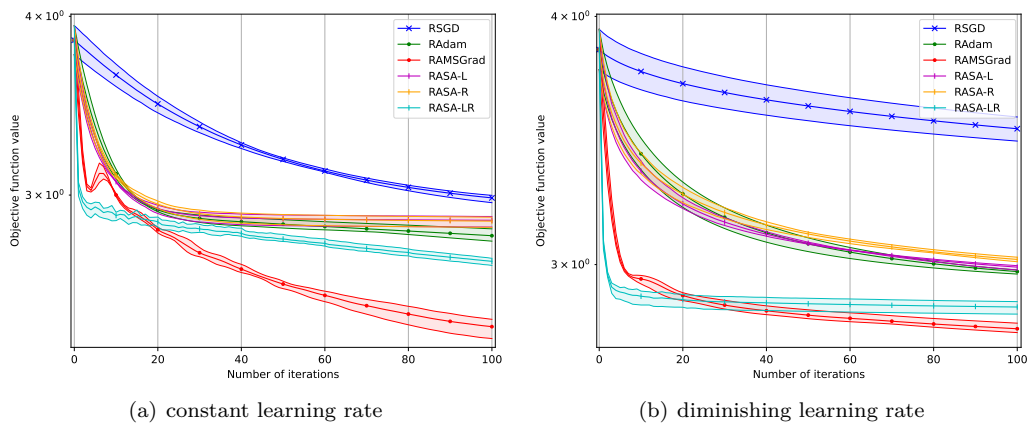 4 × 10⁰
3 × 10⁰
Objective function value
RSGD
RAdam
RAMSGrad
RASA-L
RASA-R
RASA-LR
0 20 40 60 80 100
Number of iterations
(a) constant learning rate
4 × 10⁰
3 × 10⁰
Objective function value
RSGD
RAdam
RAMSGrad
RASA-L
RASA-R
RASA-LR
0 20 40 60 80 100
Number of iterations
(b) diminishing learning rate